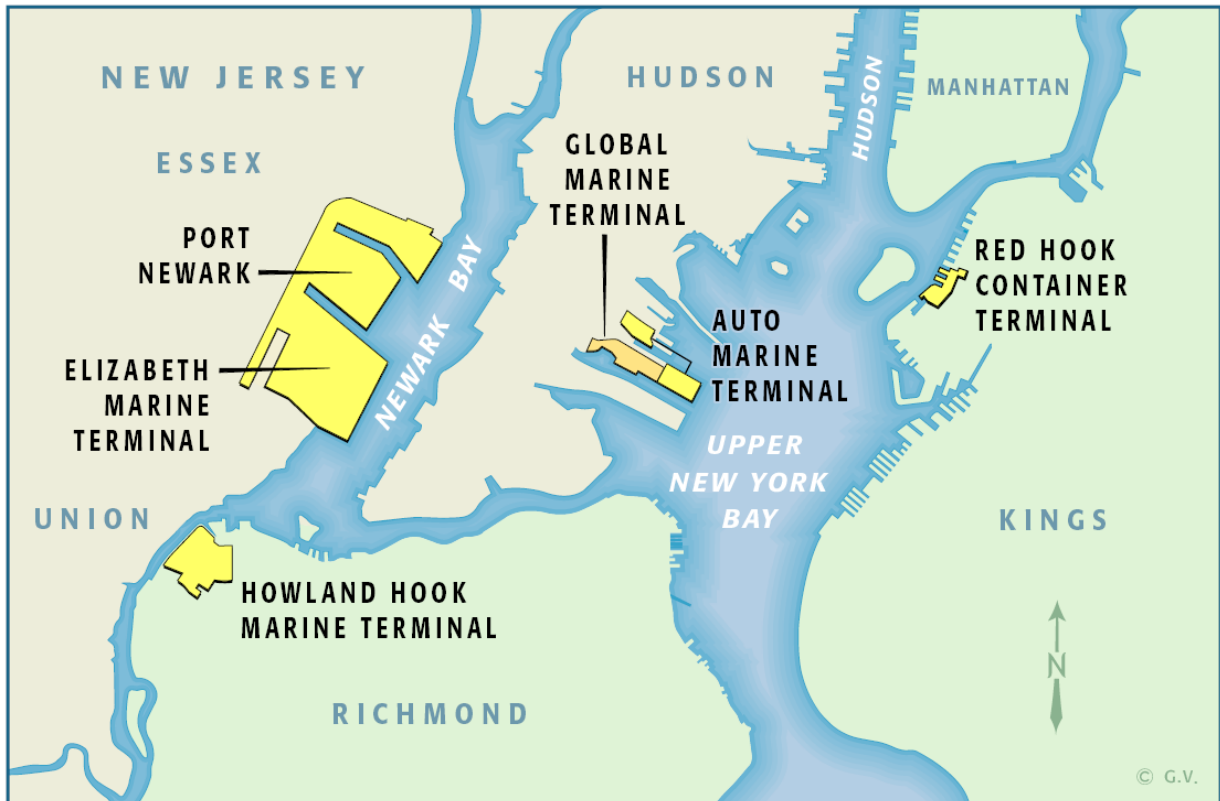 NEW JERSEY
HUDSON
MANHATTAN
HUDSON
ESSEX
GLOBAL
MARINE
TERMINAL
PORT
NEWARK
NEWARK BAY
RED HOOK
CONTAINER
TERMINAL
AUTO
MARINE
TERMINAL
ELIZABETH
MARINE
TERMINAL
UPPER
NEW YORK
BAY
UNION
KINGS
HOWLAND HOOK
MARINE TERMINAL
N
RICHMOND
© G.V.